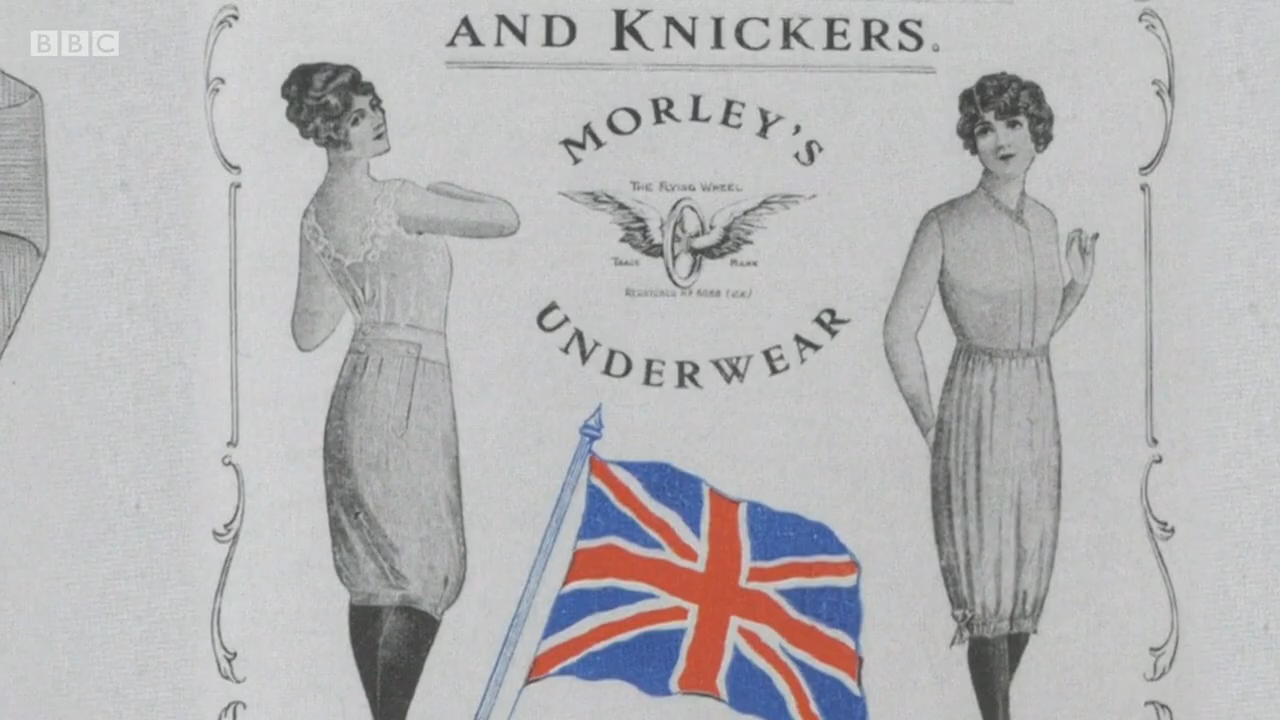 BBC
AND KNICKERS.
MORLEY'S
THE FLYING WHEEL
TRADE MARK
UNDERWEAR